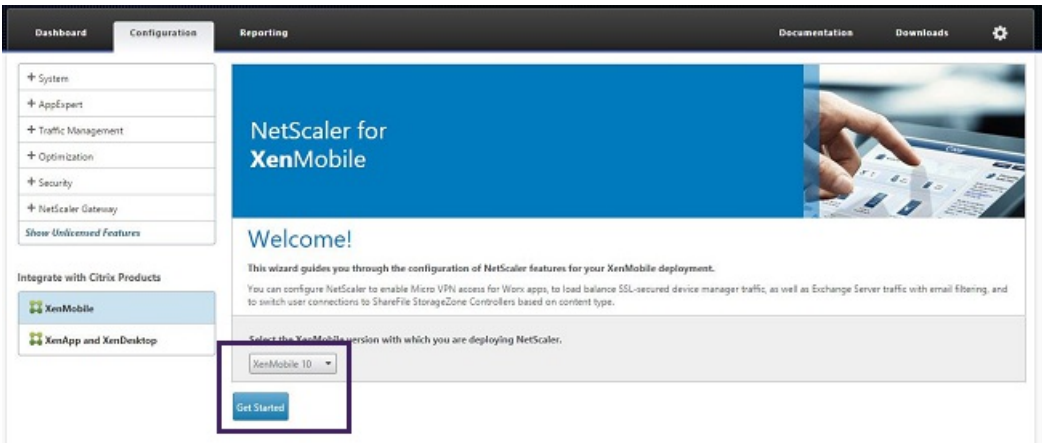 Dashboard Configuration Reporting Documentation Downloads
+ System
+ AppExpert
+ Traffic Management
+ Optimization
+ Security
+ NetScaler Gateway
Show Unlicensed Features
Integrate with Citrix Products
XenMobile
XenApp and XenDesktop
NetScaler for
XenMobile
Welcome!
This wizard guides you through the configuration of NetScaler features for your XenMobile deployment.
You can configure NetScaler to enable Micro VPN access for Worx apps, to load balance SSL-secured device manager traffic, as well as Exchange Server traffic with email filtering, and
to switch user connections to ShareFile StorageZone Controllers based on content type.
Select the XenMobile version with which you are deploying NetScaler.
XenMobile 10
Get Started